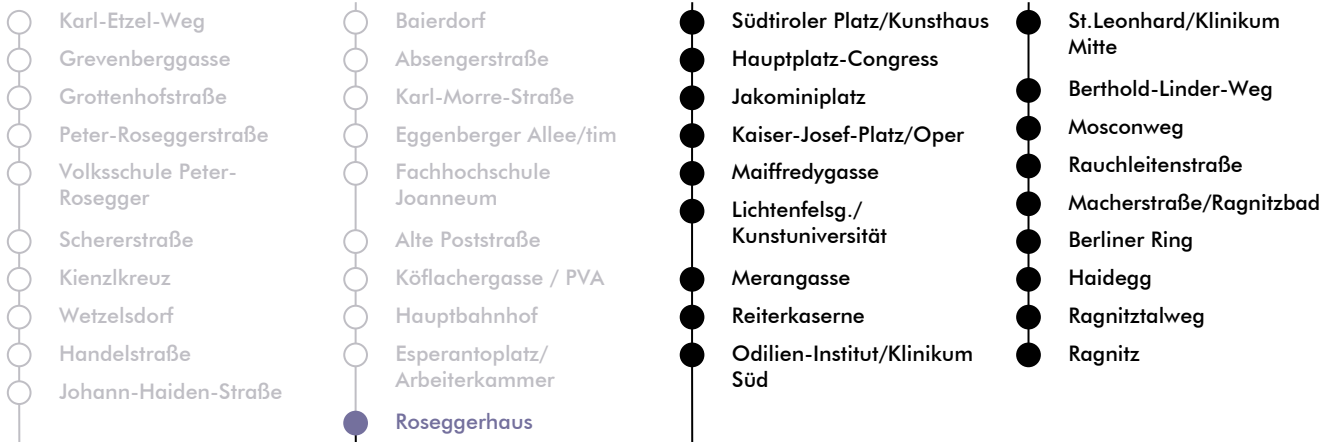 Karl-Etzel-Weg
Grevenberggasse
Grottenhofstraße
Peter-Roseggerstraße
Volksschule Peter-
Rosegger
Schererstraße
Kienzlkreuz
Wetzelsdorf
Handelstraße
Johann-Haiden-Straße
Baierdorf
Absengerstraße
Karl-Morre-Straße
Eggenberger Allee/tim
Fachhochschule
Joanneum
Alte Poststraße
Köflachergasse / PVA
Hauptbahnhof
Esperantoplatz/
Arbeiterkammer
Roseggerhaus
Südtiroler Platz/Kunsthaus
Hauptplatz-Congress
Jakominiplatz
Kaiser-Josef-Platz/Oper
Maiffredygasse
Lichtenfelsg./
Kunstuniversität
Merangasse
Reiterkaserne
Odilien-Institut/Klinikum
Süd
St.Leonhard/Klinikum
Mitte
Berthold-Linder-Weg
Mosconweg
Rauchleitenstraße
Macherstraße/Ragnitzbad
Berliner Ring
Haidegg
Ragnitztalweg
Ragnitz